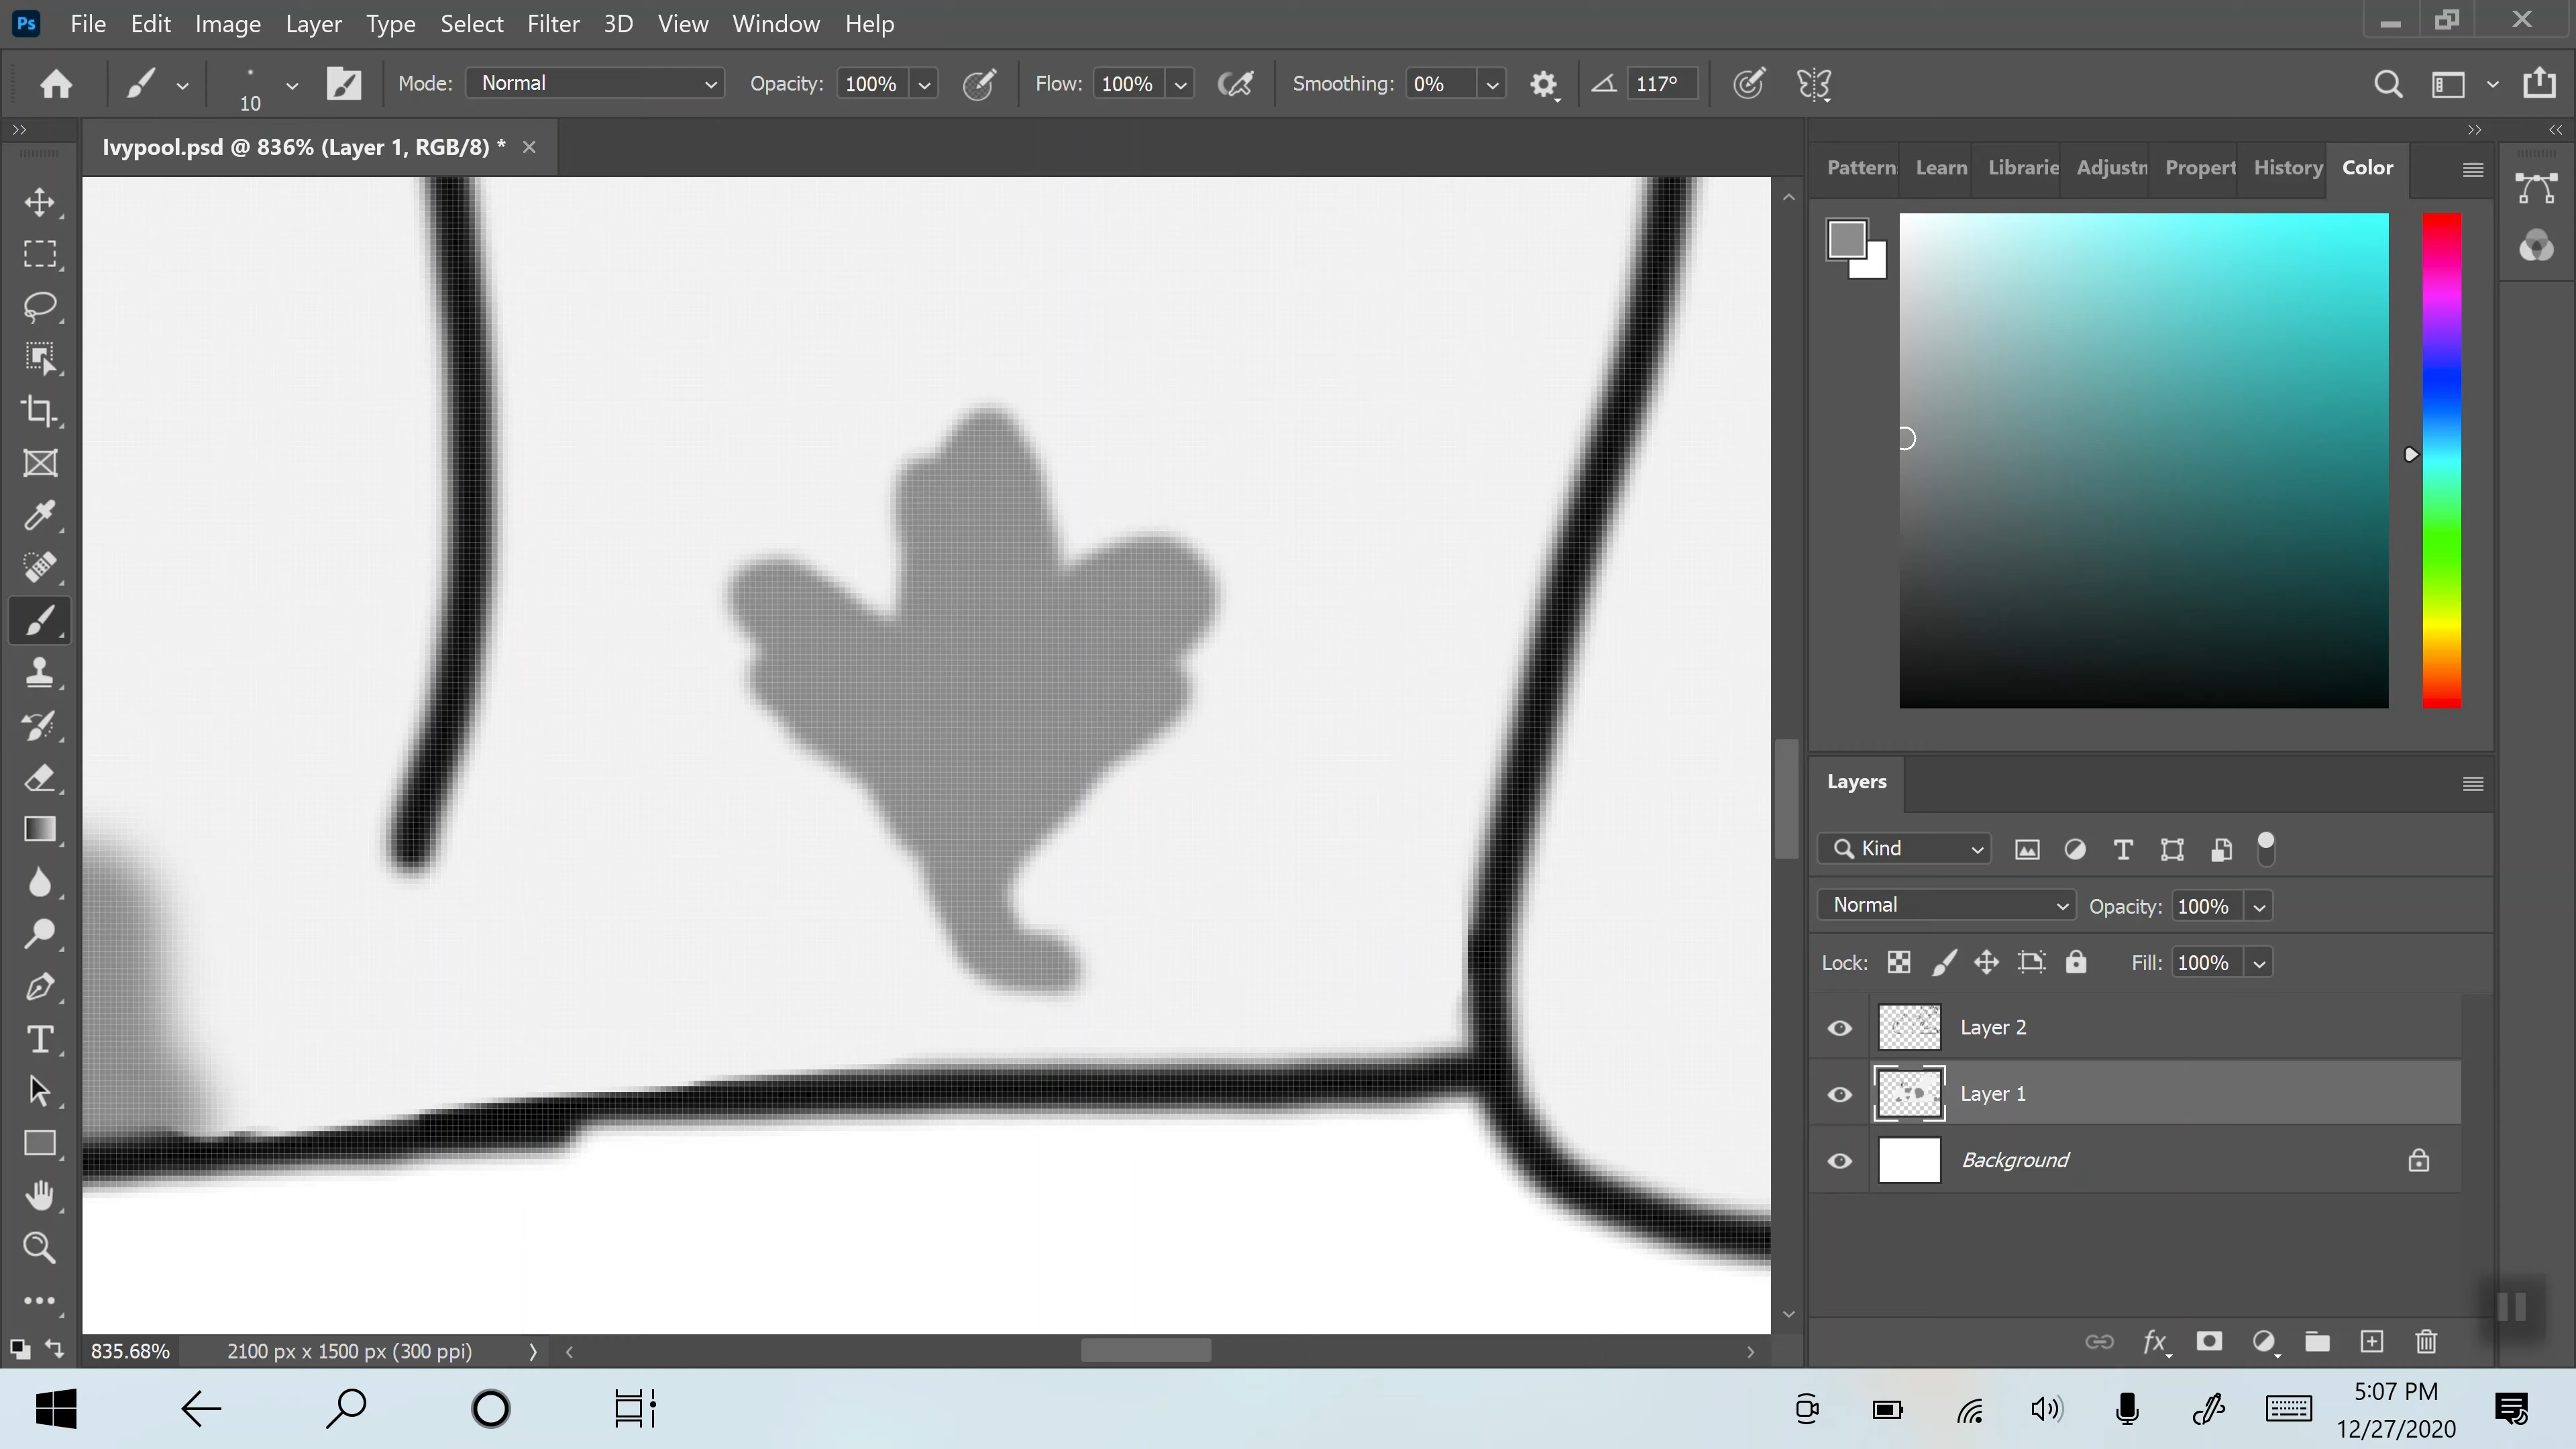 Ps File Edit Image Layer Type Select Filter 3D View Window Help
10 Mode: Normal Opacity: 100% Flow: 100% Smoothing: 0% 117°
Ivypool.psd @ 836% (Layer 1, RGB/8) *
Pattern Learn Librarie Adjustn Propert History Color
Layers
Kind
Normal Opacity: 100%
Lock: Fill: 100%
Layer 2
Layer 1
Background
835.68% 2100 px x 1500 px (300 ppi)
5:07 PM
12/27/2020